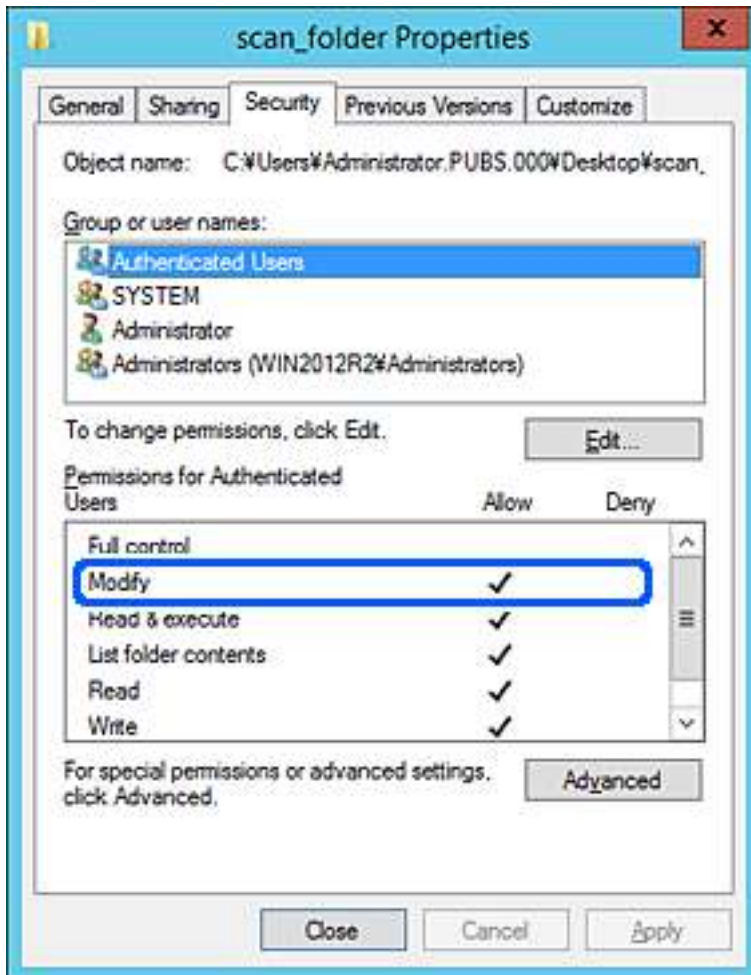 scan_folder Properties
x
General Sharing Security Previous Versions Customize
Object name: C:¥Users¥Administrator.PUBS.000¥Desktop¥scan_
Group or user names:
Authenticated Users
SYSTEM
Administrator
Administrators (WIN2012R2¥Administrators)
To change permissions, click Edit.
Edit...
Permissions for Authenticated
Users Allow Deny
Full control
Modify
Read & execute
List folder contents
Read
Write
For special permissions or advanced settings,
click Advanced.
Advanced
Close Cancel Apply